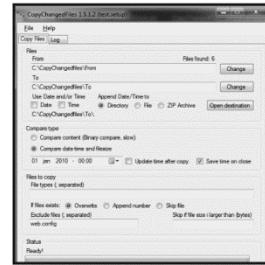 CopyChangedFiles 1.5.1.2 (test.setup)
File Help
Copy files Log
Files
From Files found: 6
C:\CopyChangedfiles\from Change
To
C:\CopyChangedFiles\To Change
Use Date and/or Time Append Date/Time to
Date Time Directory File ZIP Archive Open destination
C:\CopyChangedFiles\To\
Compare type
Compare content (Binary compare, slow)
Compare date time and filesize
01 jan 2010 - 00:00 Update time after copy Save time on close
Files to copy
File types (; separated)
If files exists: Overwrite Append number Skip file
Exclude files (; separated) Skip if file size i larger than (bytes)
web.config
Status
Ready!